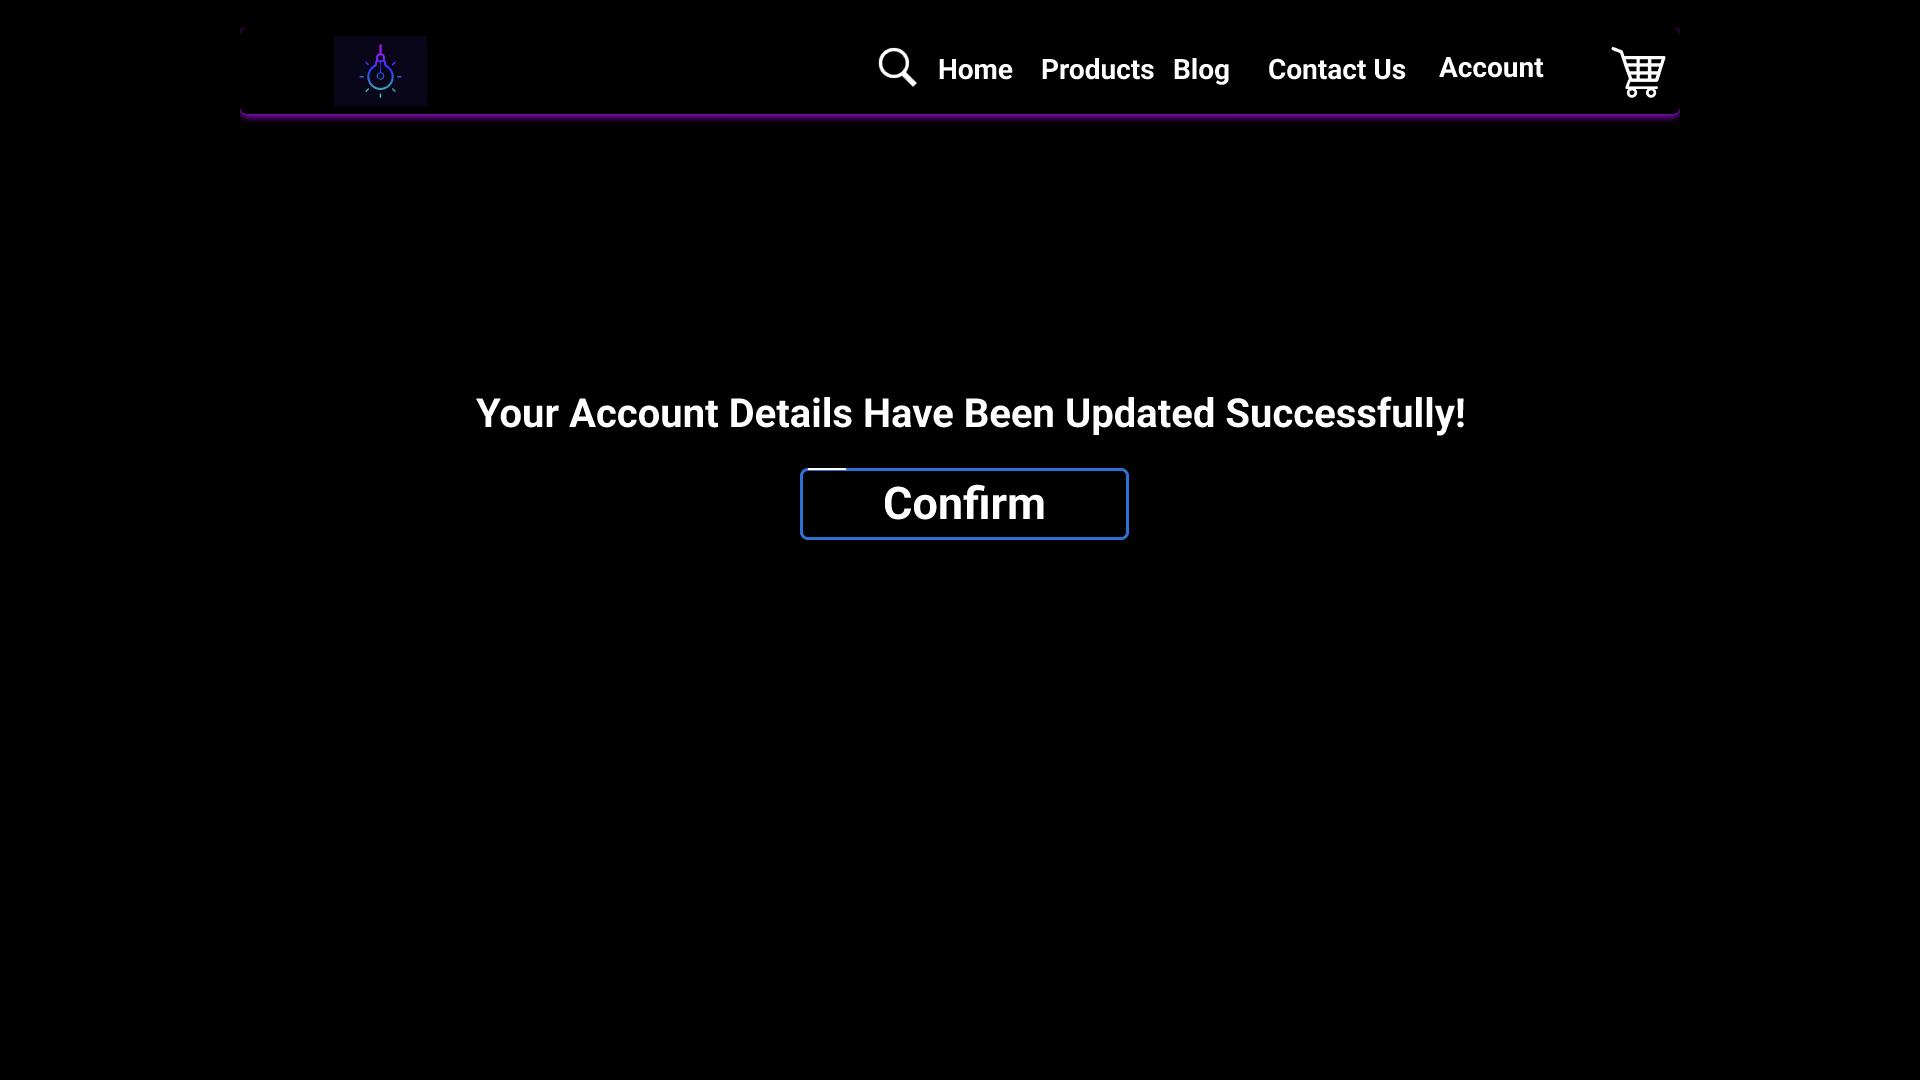 Home Products Blog Contact Us Account
Your Account Details Have Been Updated Successfully!
Confirm